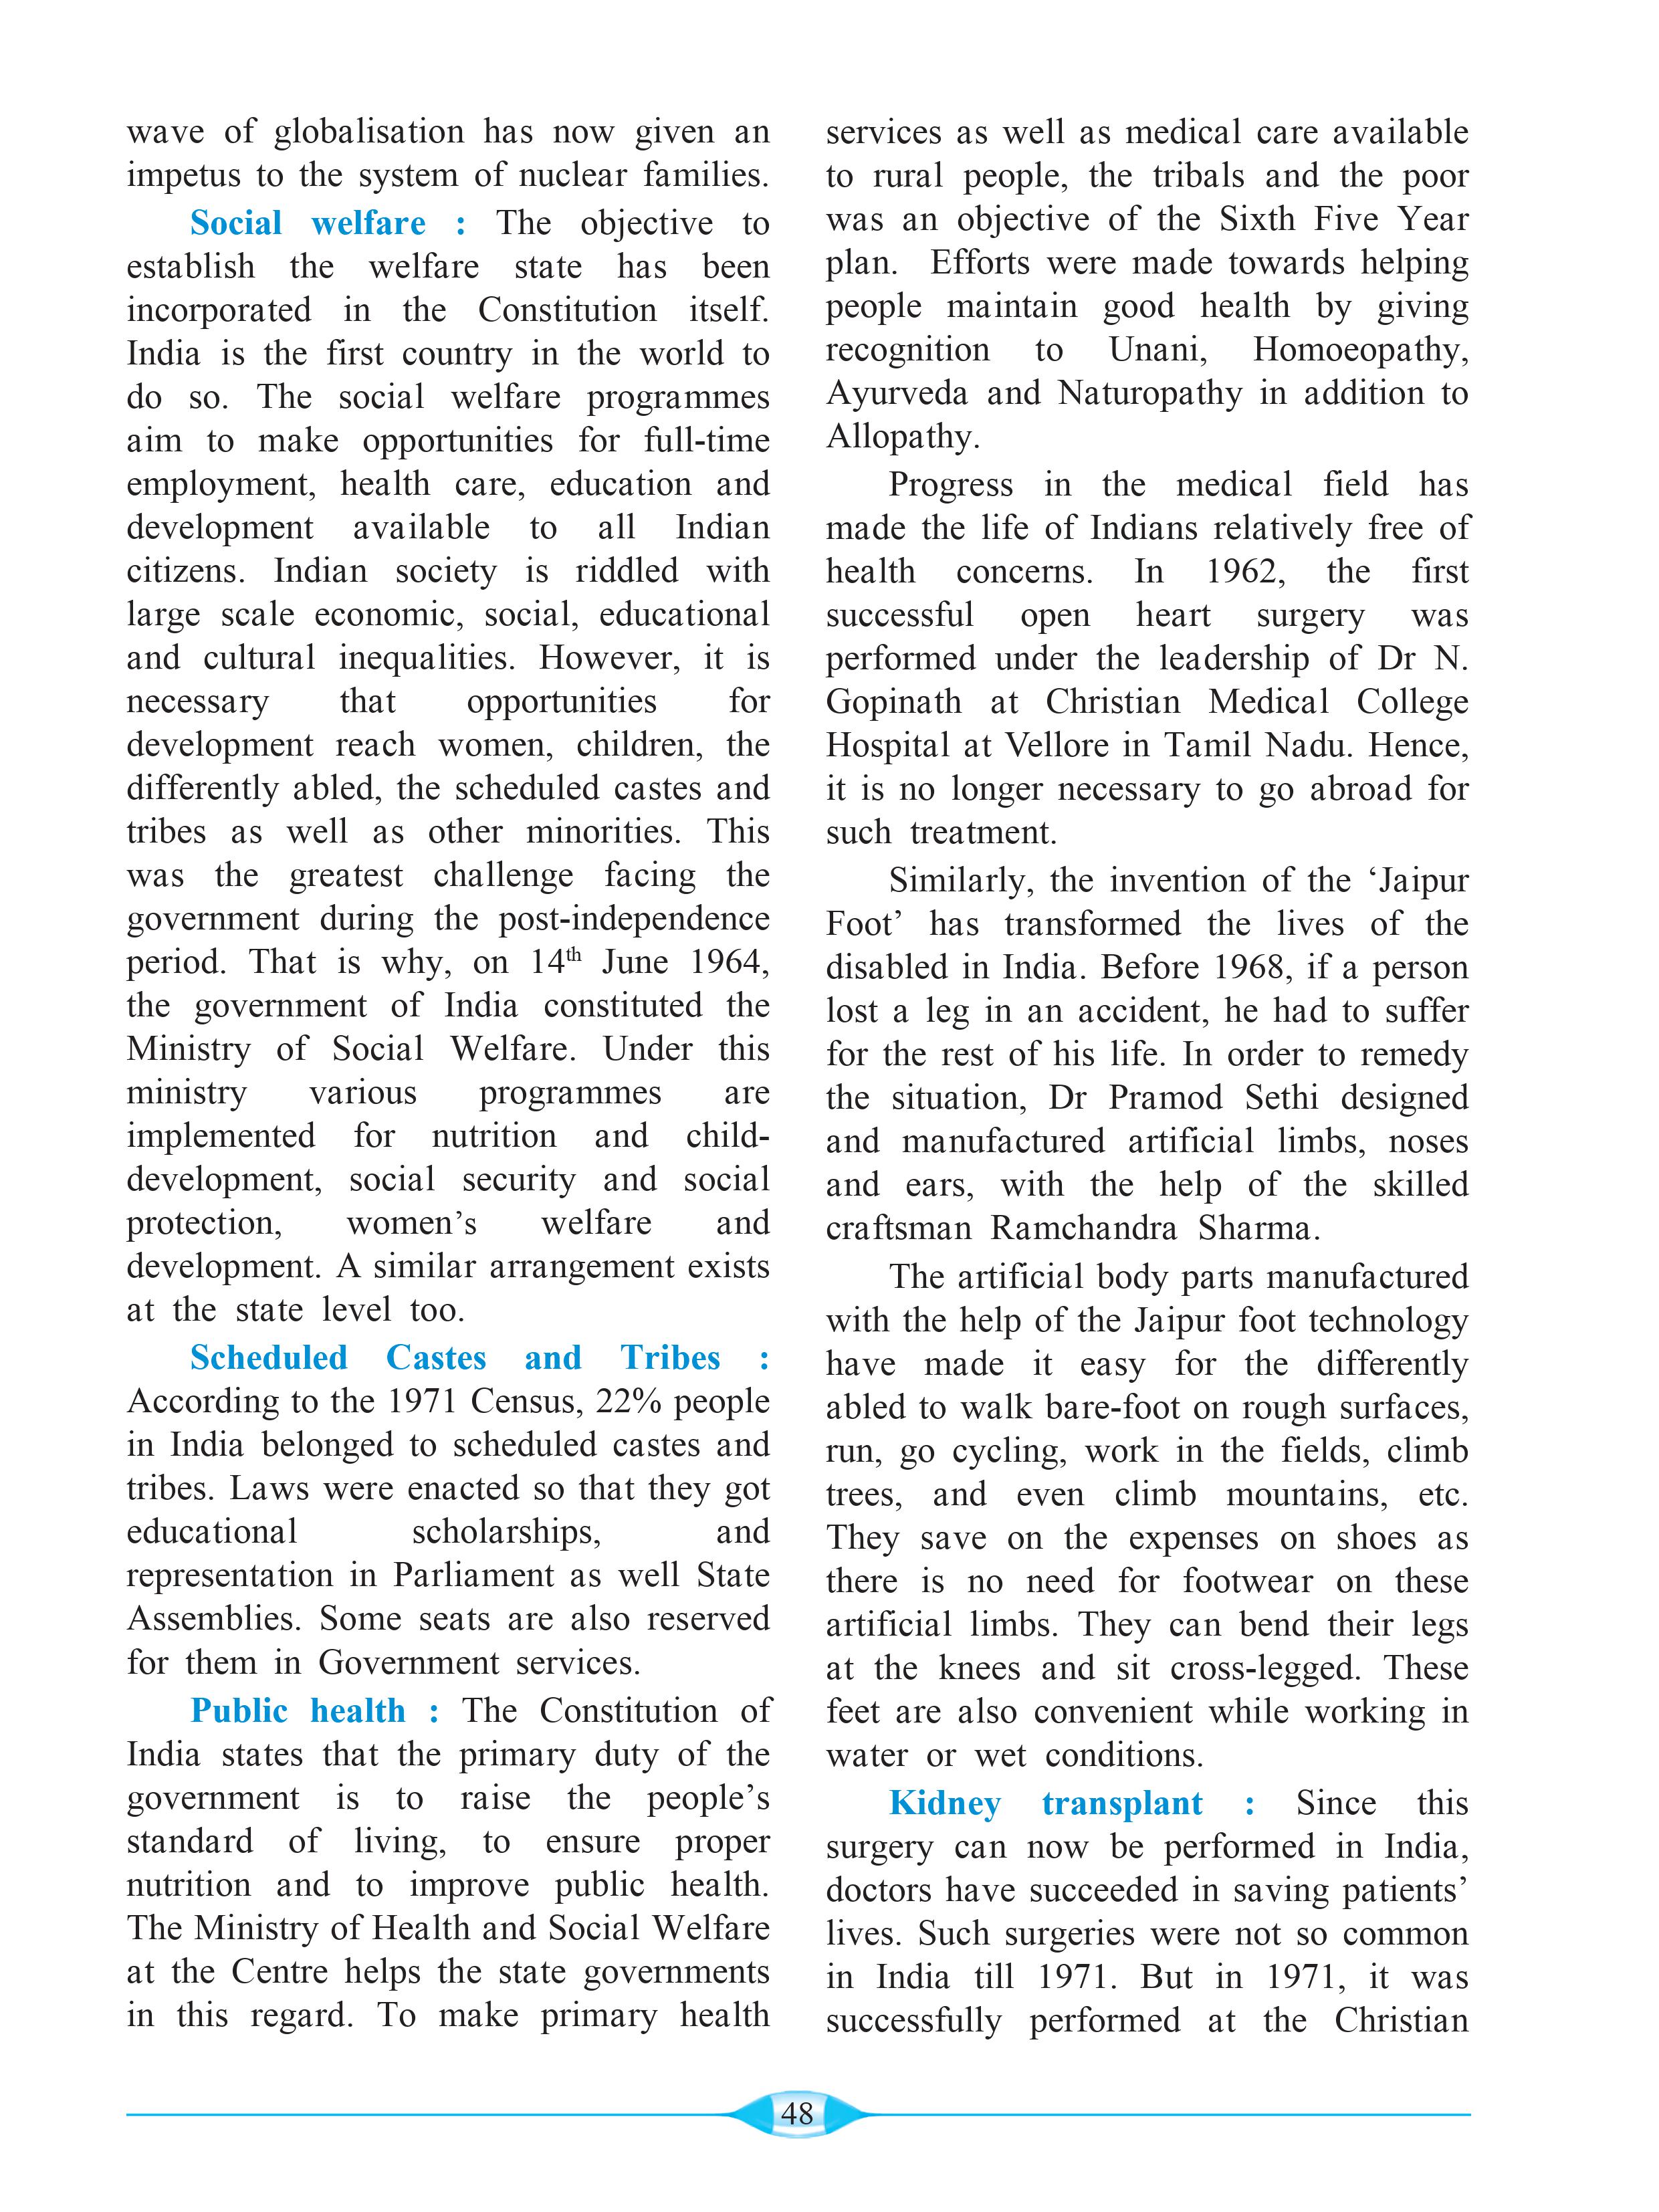 wave of globalisation has now given an
impetus to the system of nuclear families.
Social welfare : The objective to
establish the welfare state has been
incorporated in the Constitution itself.
India is the first country in the world to
do so. The social welfare programmes
aim to make opportunities for full-time
employment, health care, education and
development available to all Indian
citizens. Indian society is riddled with
large scale economic, social, educational
and cultural inequalities. However, it is
necessary that opportunities for
development reach women, children, the
differently abled, the scheduled castes and
tribes as well as other minorities. This
was the greatest challenge facing the
government during the post-independence
period. That is why, on 14th June 1964,
the government of India constituted the
Ministry of Social Welfare. Under this
ministry various programmes are
implemented for nutrition and child-
development, social security and social
protection, women’s welfare and
development. A similar arrangement exists
at the state level too.
Scheduled Castes and Tribes :
According to the 1971 Census, 22% people
in India belonged to scheduled castes and
tribes. Laws were enacted so that they got
educational scholarships, and
representation in Parliament as well State
Assemblies. Some seats are also reserved
for them in Government services.
Public health : The Constitution of
India states that the primary duty of the
government is to raise the people’s
standard of living, to ensure proper
nutrition and to improve public health.
The Ministry of Health and Social Welfare
at the Centre helps the state governments
in this regard. To make primary health
services as well as medical care available
to rural people, the tribals and the poor
was an objective of the Sixth Five Year
plan. Efforts were made towards helping
people maintain good health by giving
recognition to Unani, Homoeopathy,
Ayurveda and Naturopathy in addition to
Allopathy.
Progress in the medical field has
made the life of Indians relatively free of
health concerns. In 1962, the first
successful open heart surgery was
performed under the leadership of Dr N.
Gopinath at Christian Medical College
Hospital at Vellore in Tamil Nadu. Hence,
it is no longer necessary to go abroad for
such treatment.
Similarly, the invention of the ‘Jaipur
Foot’ has transformed the lives of the
disabled in India. Before 1968, if a person
lost a leg in an accident, he had to suffer
for the rest of his life. In order to remedy
the situation, Dr Pramod Sethi designed
and manufactured artificial limbs, noses
and ears, with the help of the skilled
craftsman Ramchandra Sharma.
The artificial body parts manufactured
with the help of the Jaipur foot technology
have made it easy for the differently
abled to walk bare-foot on rough surfaces,
run, go cycling, work in the fields, climb
trees, and even climb mountains, etc.
They save on the expenses on shoes as
there is no need for footwear on these
artificial limbs. They can bend their legs
at the knees and sit cross-legged. These
feet are also convenient while working in
water or wet conditions.
Kidney transplant : Since this
surgery can now be performed in India,
doctors have succeeded in saving patients’
lives. Such surgeries were not so common
in India till 1971. But in 1971, it was
successfully performed at the Christian
48